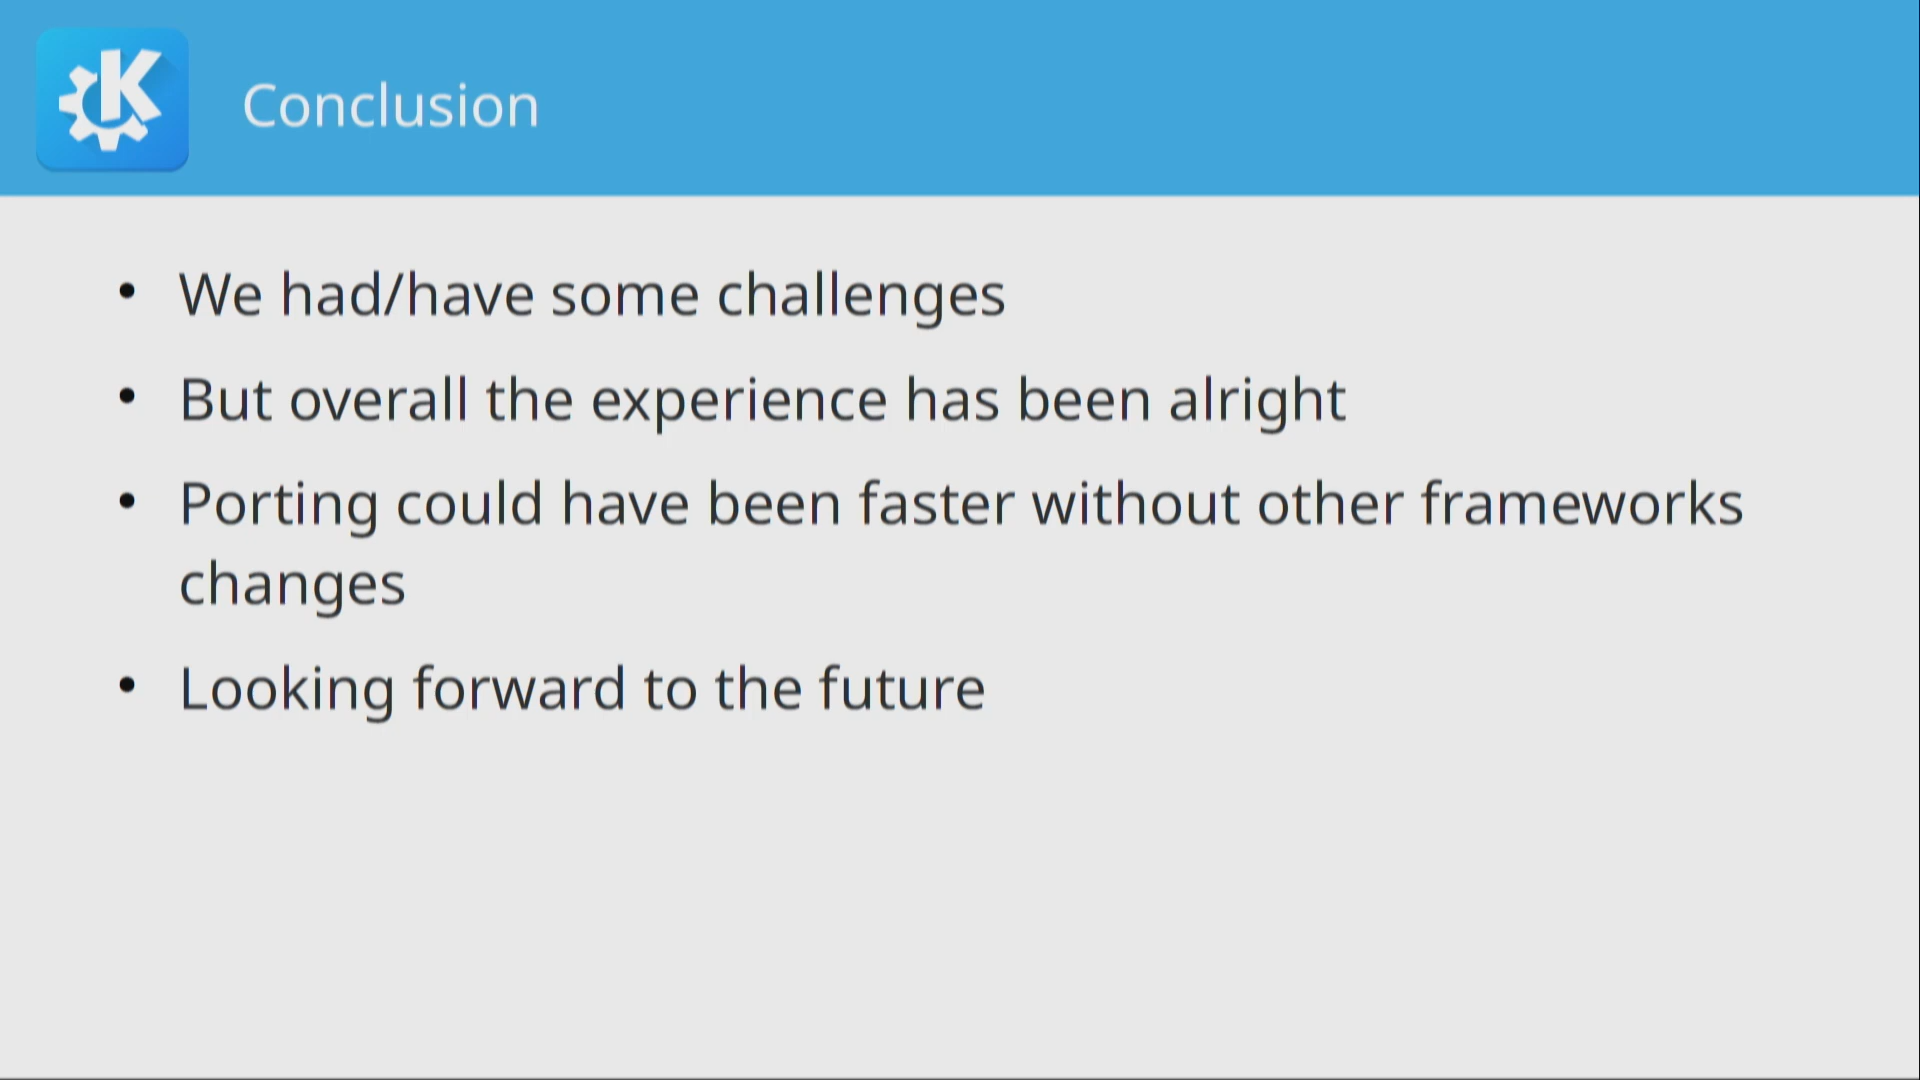 Conclusion
• We had/have some challenges
• But overall the experience has been alright
• Porting could have been faster without other frameworks
changes
• Looking forward to the future